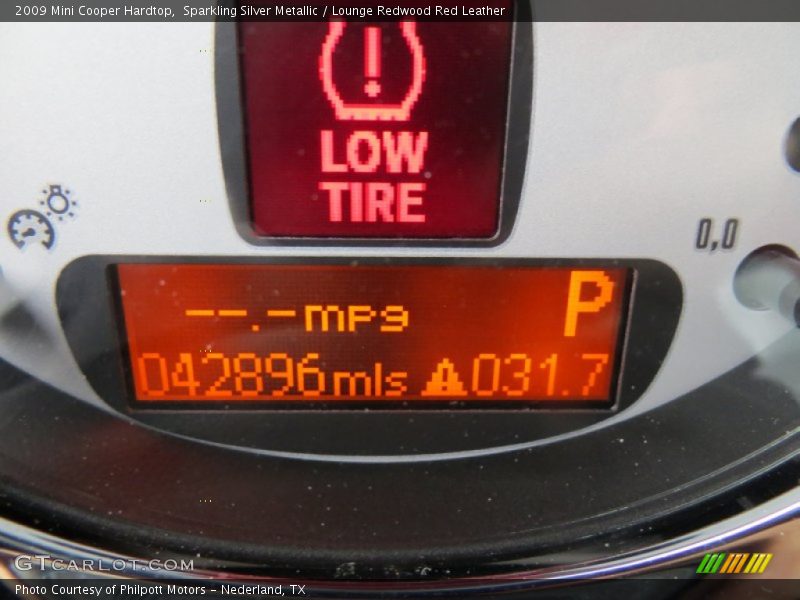 2009 Mini Cooper Hardtop,  Sparkling Silver Metallic / Lounge Redwood Red Leather
!
LOW
TIRE
0,0
--.-mpg P
042896mls 031.7
GTCARLOT.COM
Photo Courtesy of Philpott Motors - Nederland, TX